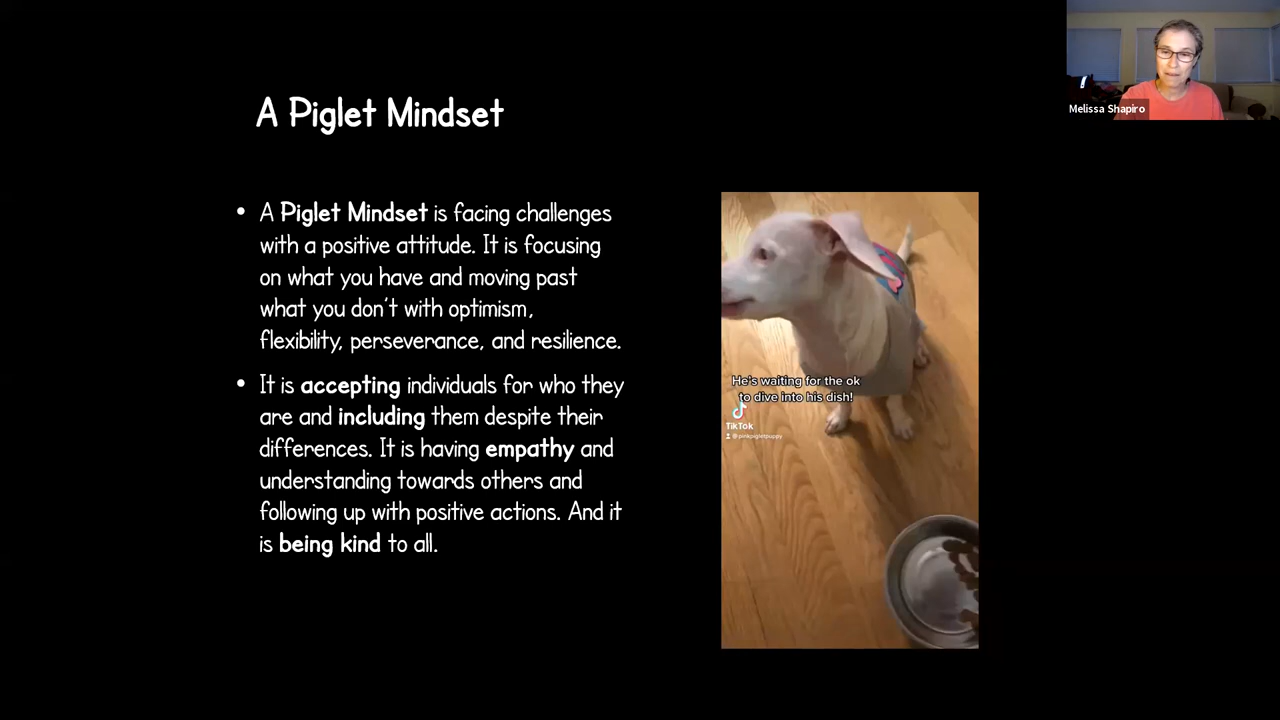 A Piglet Mindset
• A Piglet Mindset is facing challenges
with a positive attitude. It is focusing
on what you have and moving past
what you don't with optimism,
flexibility, perseverance, and resilience.
• It is accepting individuals for who they
are and including them despite their
differences. It is having empathy and
understanding towards others and
following up with positive actions. And it
is being kind to all.
He's waiting for the ok
to dive into his dish!
TikTok
@pinkpigletpuppy
Melissa Shapiro